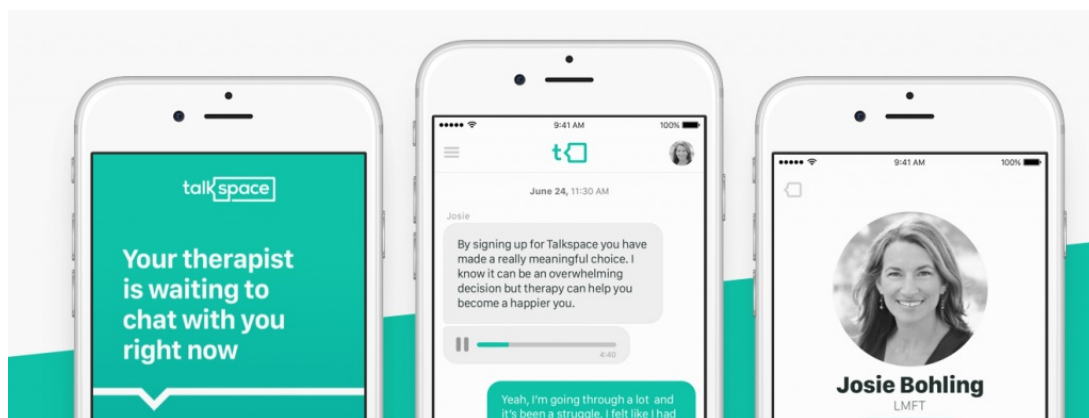 talkspace
Your therapist
is waiting to
chat with you
right now
9:41 AM
100%
t
June 24, 11:30 AM
Josie
By signing up for Talkspace you have
made a really meaningful choice. I
know it can be an overwhelming
decision but therapy can help you
become a happier you.
4:40
Yeah, I'm going through a lot and
it's been a struggle. I felt like I had
9:41 AM
100%
Josie Bohling
LMFT